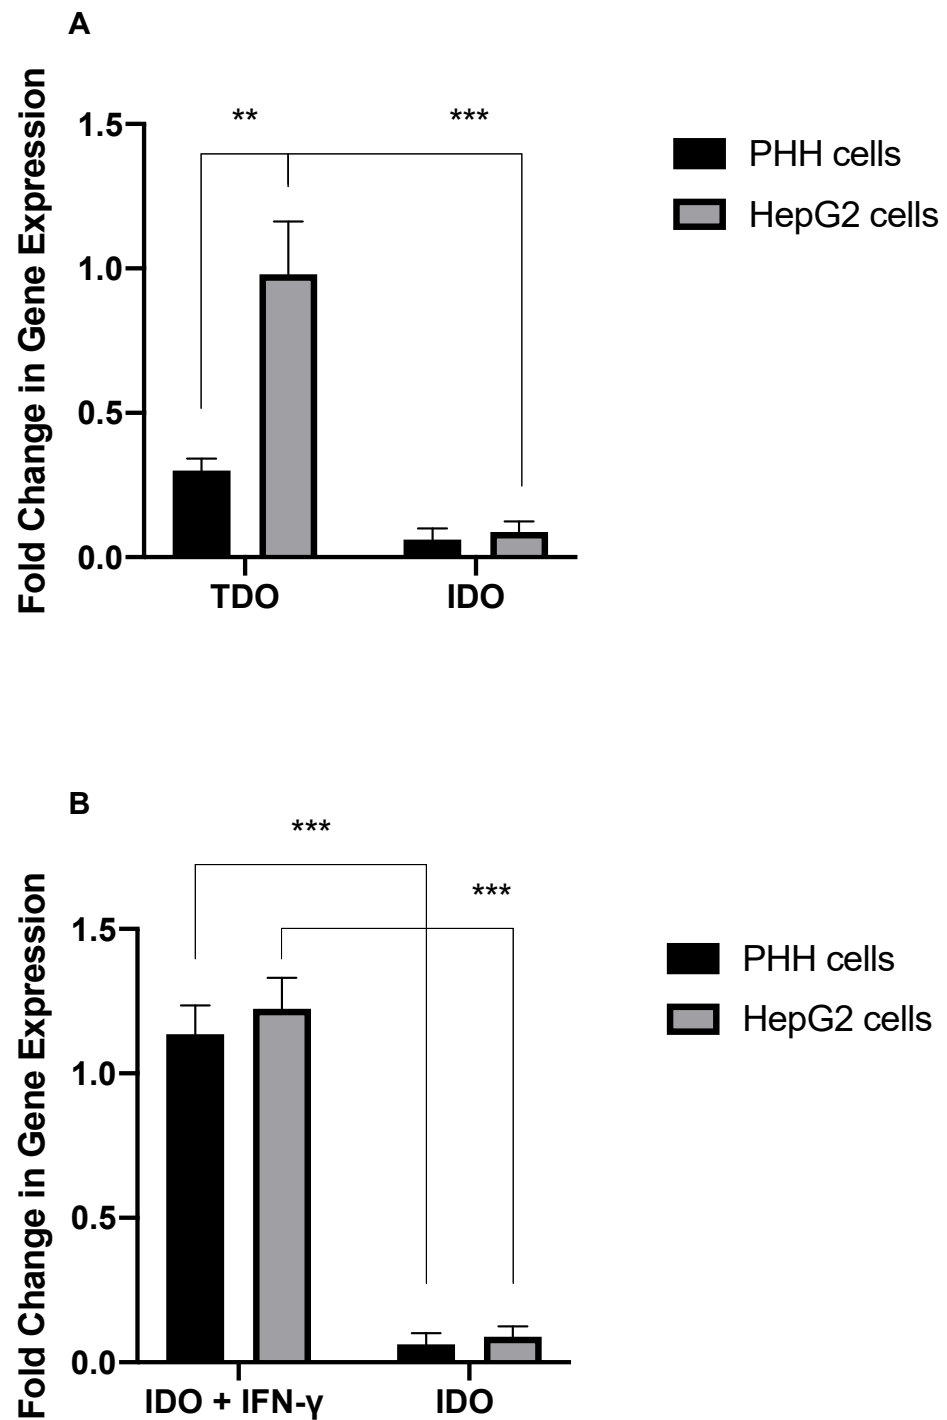 A
** ***
Fold Change in Gene Expression
1.5
1.0
0.5
0.0
TDO IDO
PHH cells
HepG2 cells
B
***
***
Fold Change in Gene Expression
1.5
1.0
0.5
0.0
IDO + IFN-γ IDO
PHH cells
HepG2 cells